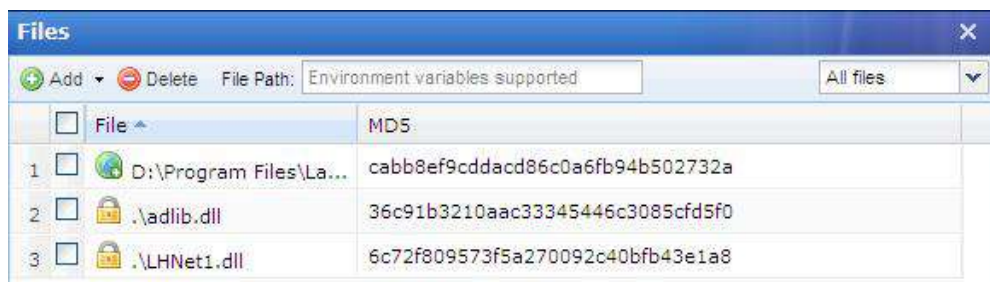 Files
Add Delete File Path: Environment variables supported All files
File MD5
1 D:\Program Files\La... cabb8ef9cddacd86c0a6fb94b502732a
2 .\adlib.dll 36c91b3210aac33345446c3085cfd5f0
3 .\LHNet1.dll 6c72f809573f5a270092c40bfb43e1a8